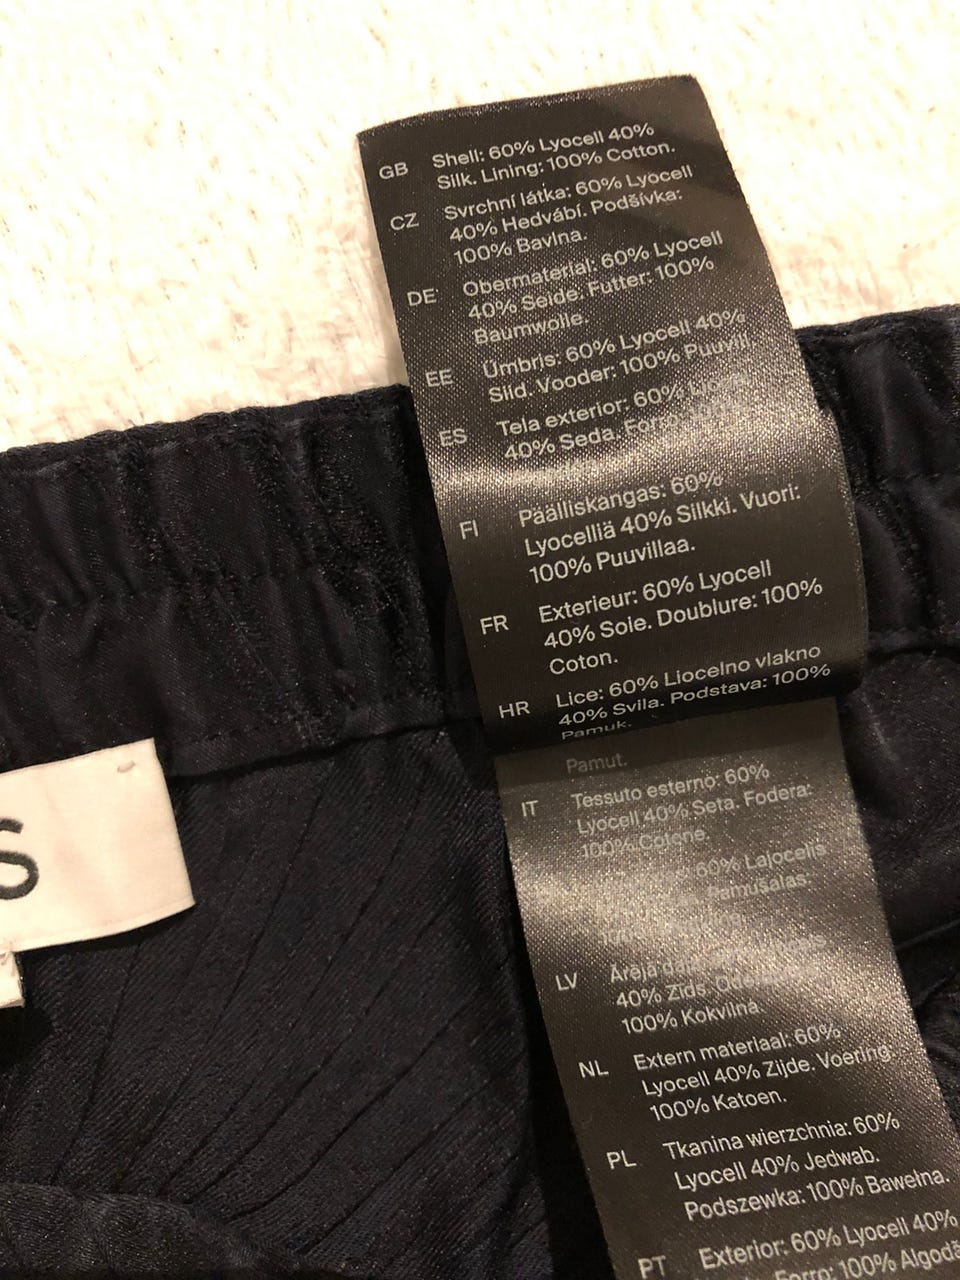 GB Shell: 60% Lyocell 40%
Silk. Lining: 100% Cotton.
CZ Svrchní látka: 60% Lyocell
40% Hedvábí. Podšívka:
100% Bavlna.
DE Obermaterial: 60% Lyocell
40% Seide. Futter: 100%
Baumwolle.
EE Ümbris: 60% Lyocell 40%
Siid. Vooder: 100% Puuvill.
ES Tela exterior: 60%
40% Seda.
FI Päälliskangas: 60%
Lyocelliä 40% Silkki. Vuori:
100% Puuvillaa.
FR Exterieur: 60% Lyocell
40% Soie. Doublure: 100%
Coton.
HR Lice: 60% Liocelno vlakno
40% Svila. Podstava: 100%
Pamuk.
Pamut.
IT Tessuto esterno: 60%
Lyocell 40% Seta. Fodera:
100% Cotone.
60% Lajocelis
Pamušalas:
LV Ārējā
40% Zīds.
100% Kokvilna.
NL Extern materiaal: 60%
Lyocell 40% Zijde. Voering:
100% Katoen.
PL Tkanina wierzchnia: 60%
Lyocell 40% Jedwab.
Podszewka: 100% Bawełna.
PT Exterior: 60% Lyocell 40%
Forro: 100%
S